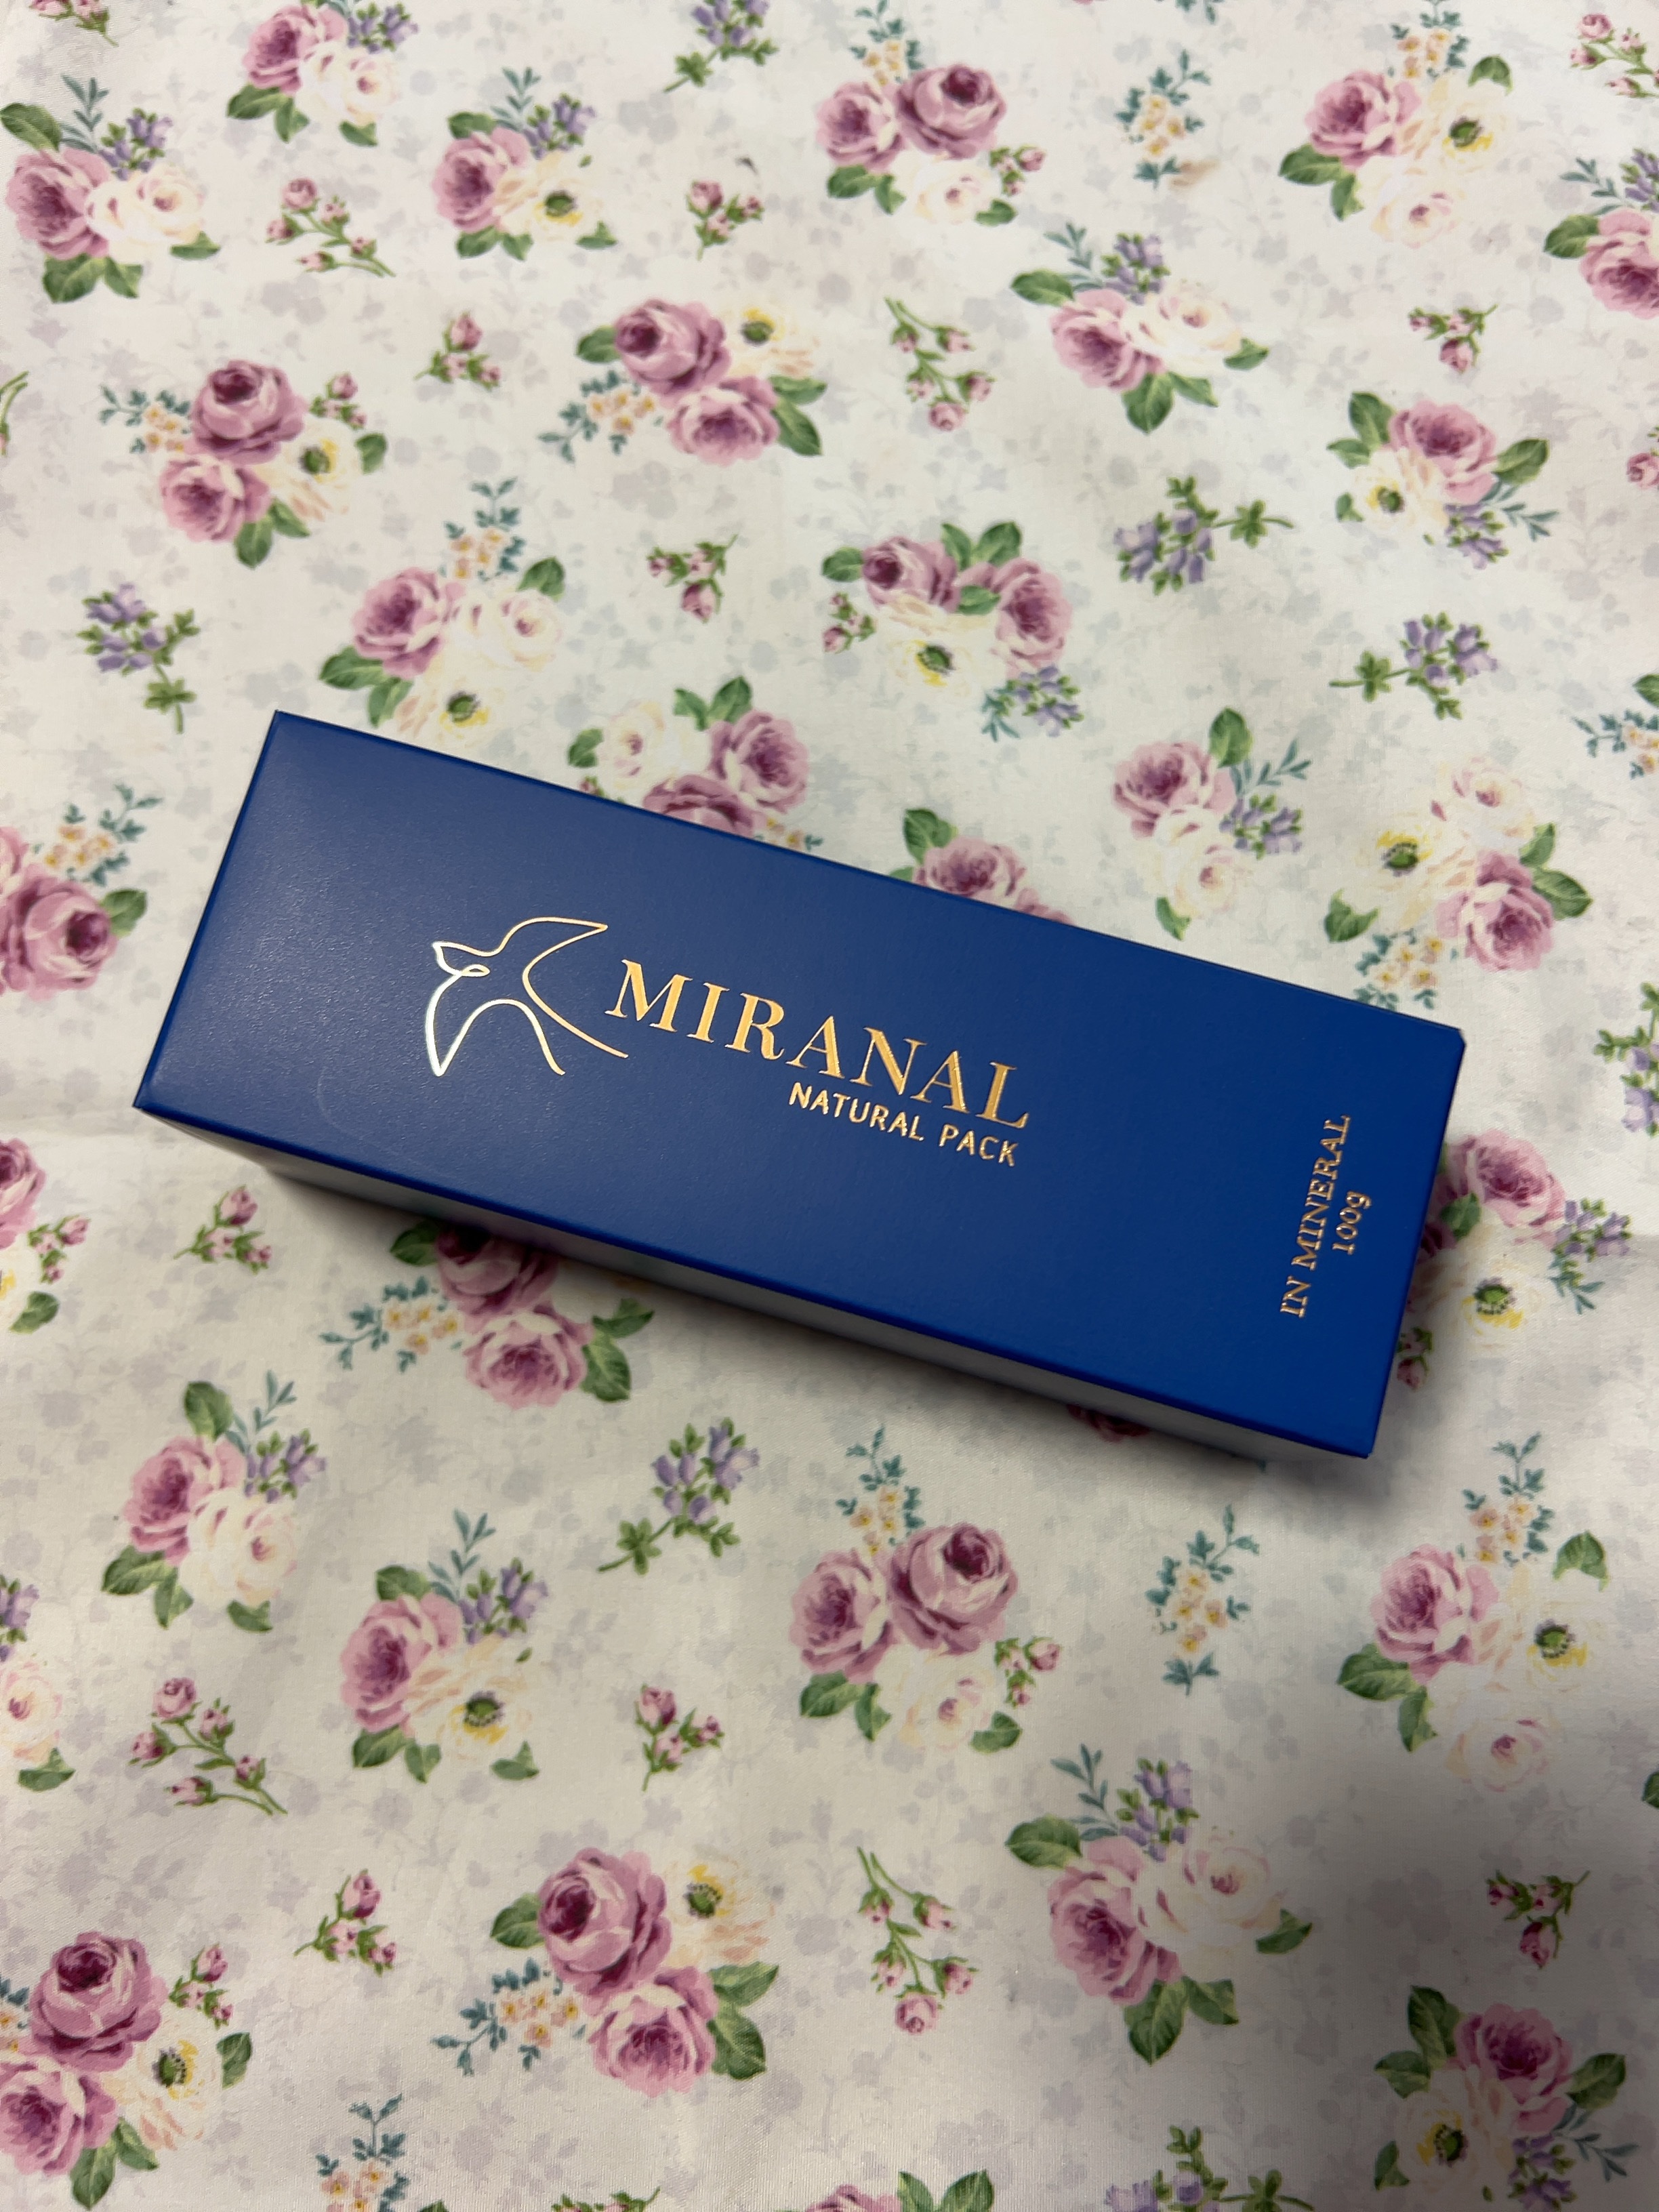 MIRANAL
NATURAL PACK
IN MINERAL
100g